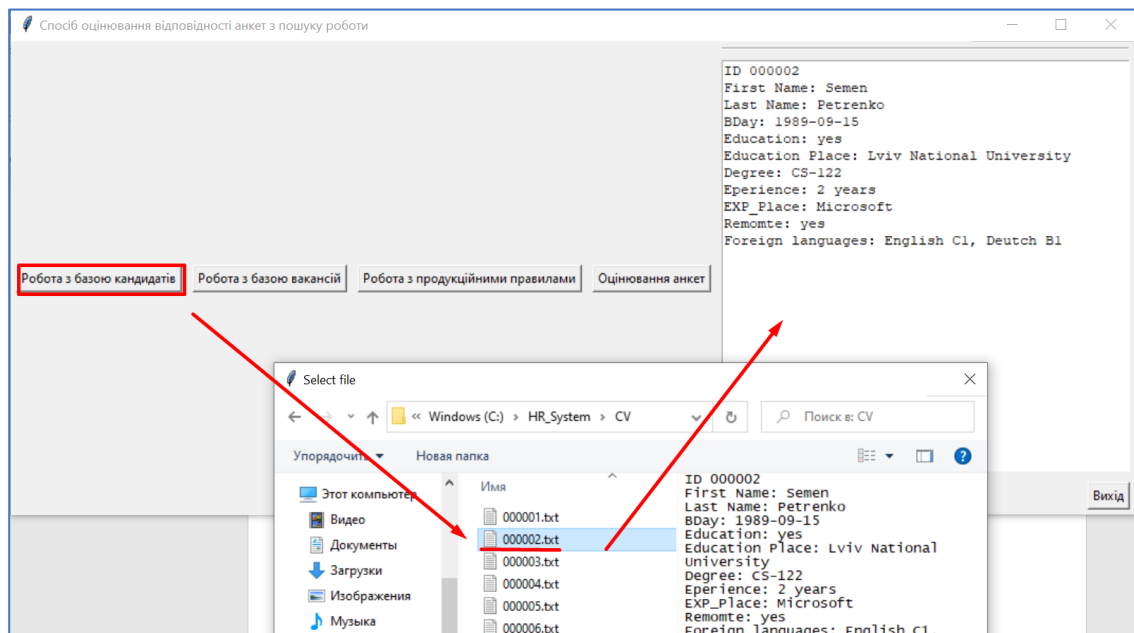 Спосіб оцінювання відповідності анкет з пошуку роботи
ID 000002
First Name: Semen
Last Name: Petrenko
BDay: 1989-09-15
Education: yes
Education Place: Lviv National University
Degree: CS-122
Eperience: 2 years
EXP_Place: Microsoft
Remomte: yes
Foreign languages: English C1, Deutch B1
Робота з базою кандидатів
Робота з базою вакансій
Робота з продукційними правилами
Оцінювання анкет
Select file
« Windows (C:) › HR_System › CV
Поиск в: CV
Упорядочить
Новая папка
Этот компьютер
Видео
Документы
Загрузки
Изображения
Музыка
Имя
000001.txt
000002.txt
000003.txt
000004.txt
000005.txt
000006.txt
ID 000002
First Name: Semen
Last Name: Petrenko
BDay: 1989-09-15
Education: yes
Education Place: Lviv National
University
Degree: CS-122
Eperience: 2 years
EXP_Place: Microsoft
Remomte: yes
Foreign languages: English C1,
Вихід